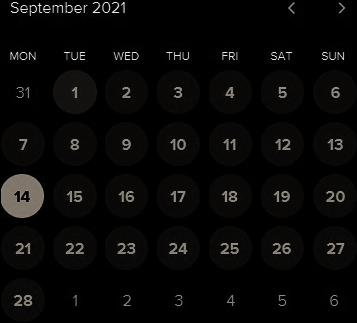 September 2021
MON TUE WED THU FRI SAT SUN
31 1 2 3 4 5 6
7 8 9 10 11 12 13
14 15 16 17 18 19 20
21 22 23 24 25 26 27
28 1 2 3 4 5 6